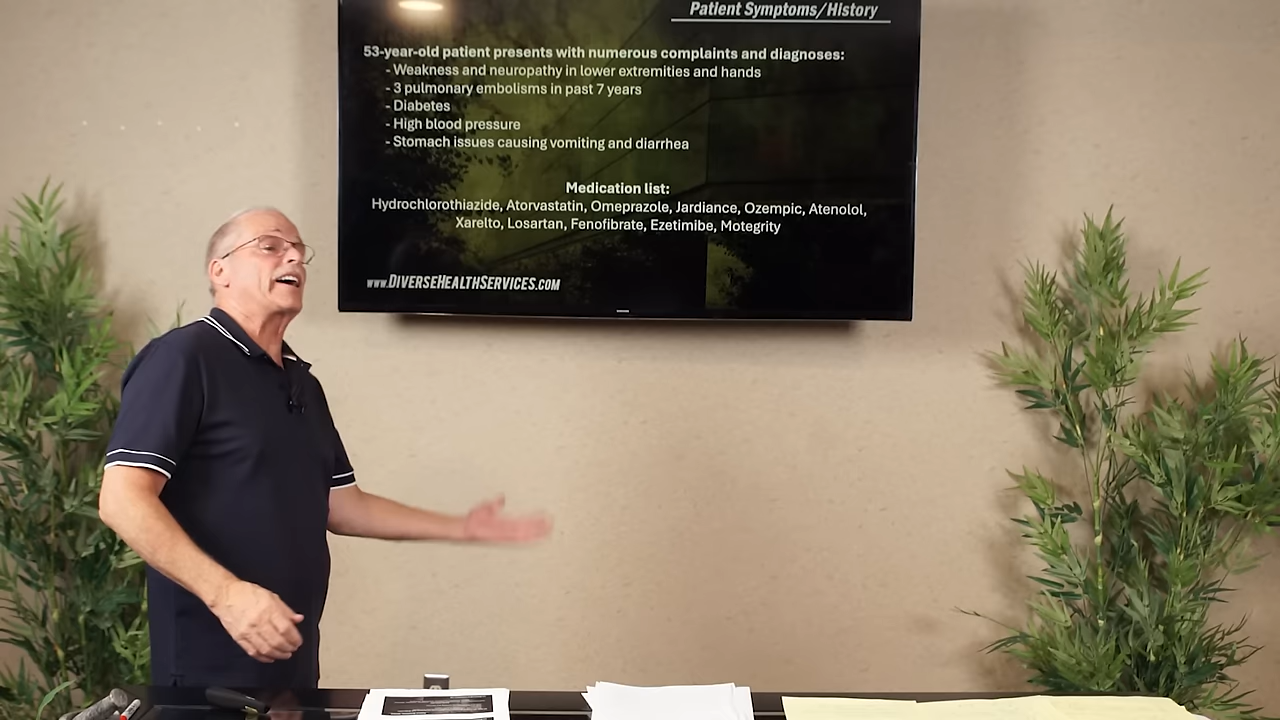 Patient Symptoms/History
53-year-old patient presents with numerous complaints and diagnoses:
- Weakness and neuropathy in lower extremities and hands
- 3 pulmonary embolisms in past 7 years
- Diabetes
- High blood pressure
- Stomach issues causing vomiting and diarrhea
Medication list:
Hydrochlorothiazide, Atorvastatin, Omeprazole, Jardiance, Ozempic, Atenolol,
Xarelto, Losartan, Fenofibrate, Ezetimibe, Motegrity
www.DiverseHealthServices.com